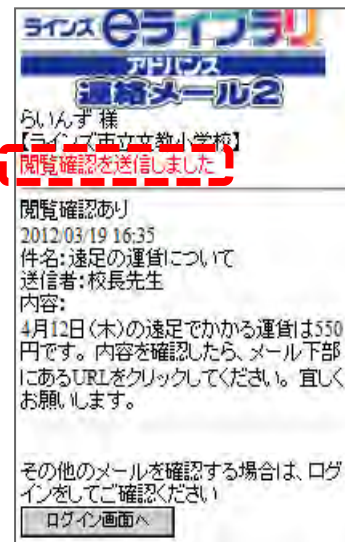 ラインズeライブラリ
アドバンス
連絡メール2
らいんず 様
【ラインズ市立文教小学校】
閲覧確認を送信しました
閲覧確認あり
2012/03/19 16:35
件名:遠足の運賃について
送信者:校長先生
内容:
4月12日(木)の遠足でかかる運賃は550
円です。内容を確認したら、メール下部
にあるURLをクリックしてください。宜しく
お願いします。
その他のメールを確認する場合は、ログ
インをしてご確認ください
ログイン画面へ